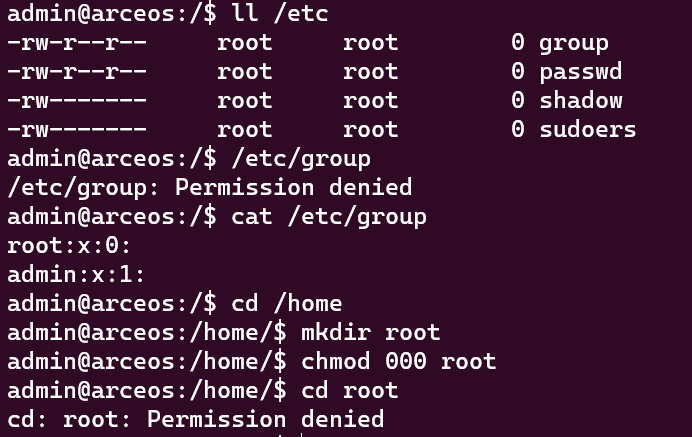 admin@arceos:/$ ll /etc
-rw-r--r-- root root 0 group
-rw-r--r-- root root 0 passwd
-rw------- root root 0 shadow
-rw------- root root 0 sudoers
admin@arceos:/$ /etc/group
/etc/group: Permission denied
admin@arceos:/$ cat /etc/group
root:x:0:
admin:x:1:
admin@arceos:/$ cd /home
admin@arceos:/home/$ mkdir root
admin@arceos:/home/$ chmod 000 root
admin@arceos:/home/$ cd root
cd: root: Permission denied